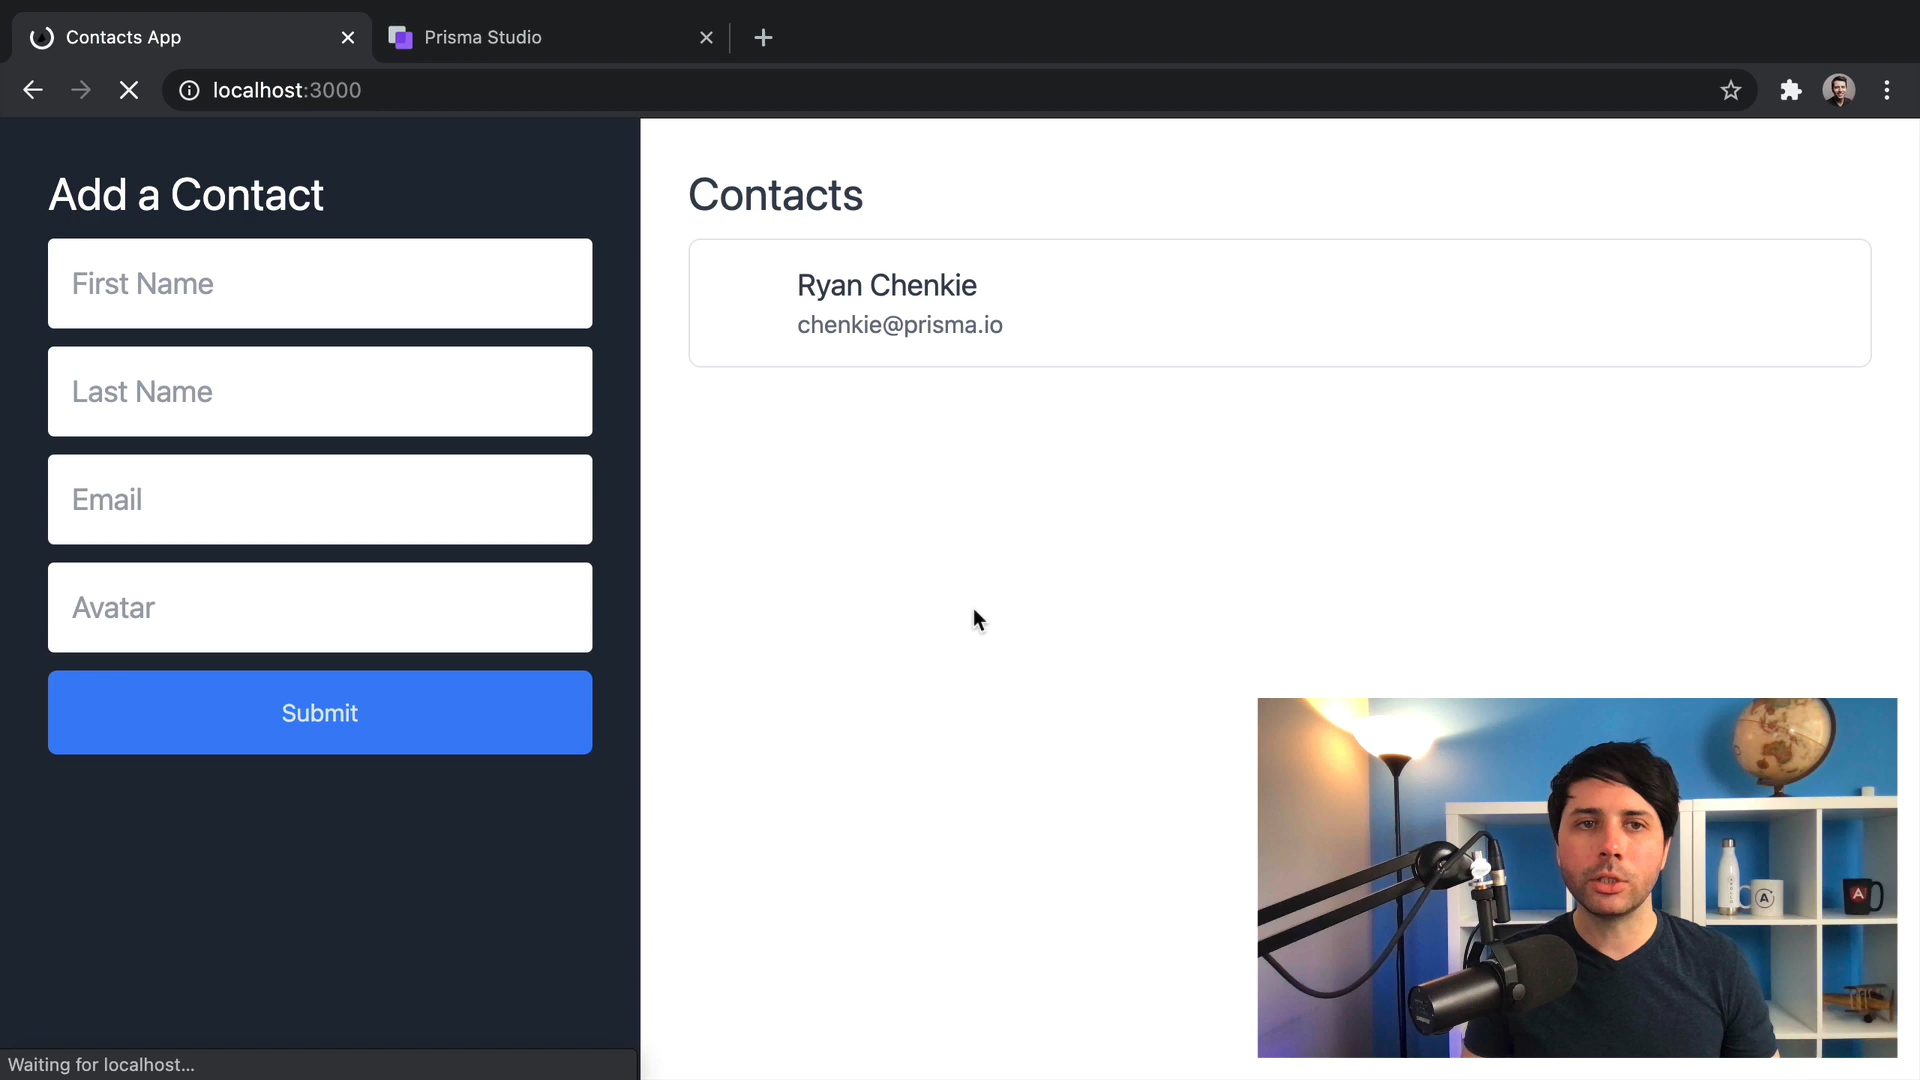 Contacts App
Prisma Studio
localhost:3000
Add a Contact
First Name
Last Name
Email
Avatar
Submit
Contacts
Ryan Chenkie
chenkie@prisma.io
A
A
Waiting for localhost...